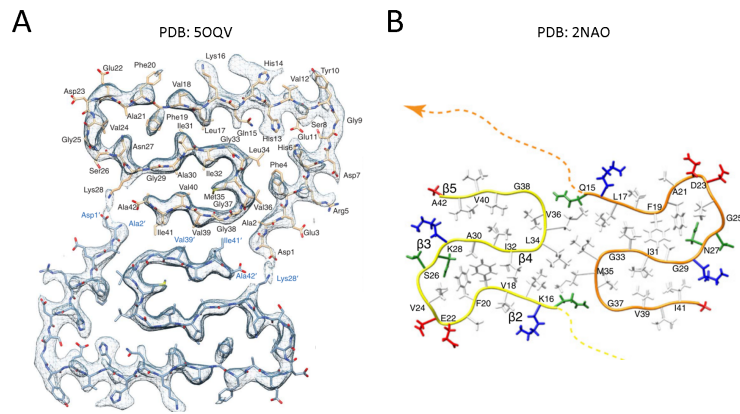 A
PDB: 5OQV
B
PDB: 2NAO
Lys16
His14
Phe20
Glu22
Val12
Tyr10
Val18
Asp23
Gly9
Ala21
Phe19
Ile31
Leu17
Gln15
Ser8
Glu11
Val24
Gly33
His13
Gly25
Asn27
His6
Leu34
Ser26
Ala30
Ile32
Phe4
Asp7
Gly29
Lys28
Val40
Met35
Gly37
Val36
Arg5
Ala42
Asp1'
Ala2'
Ile41
Val39
Gly38
Ala2
Glu3
Val39'
Ile41'
Asp1
Ala42'
Lys28'
β5
A42
V40
G38
Q15
L17
A21
D23
F19
G25
V36
β3
K28
A30
I32
L34
β4
G33
I31
N27
G29
S26
M35
V18
K16
V24
F20
β2
E22
G37
V39
I41